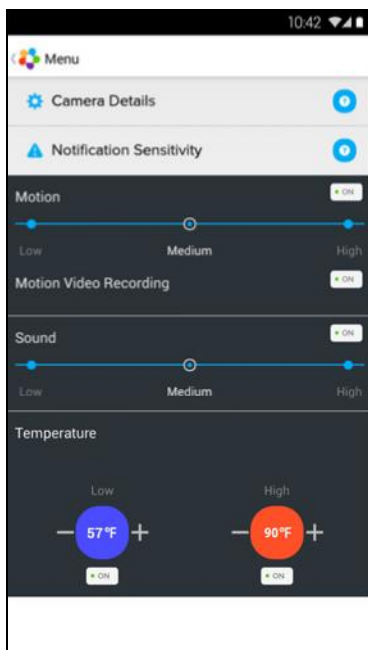 10:42
Menu
Camera Details
?
Notification Sensitivity
?
Motion
ON
Low Medium High
Motion Video Recording
ON
Sound
ON
Low Medium High
Temperature
Low High
57°F 90°F
ON ON